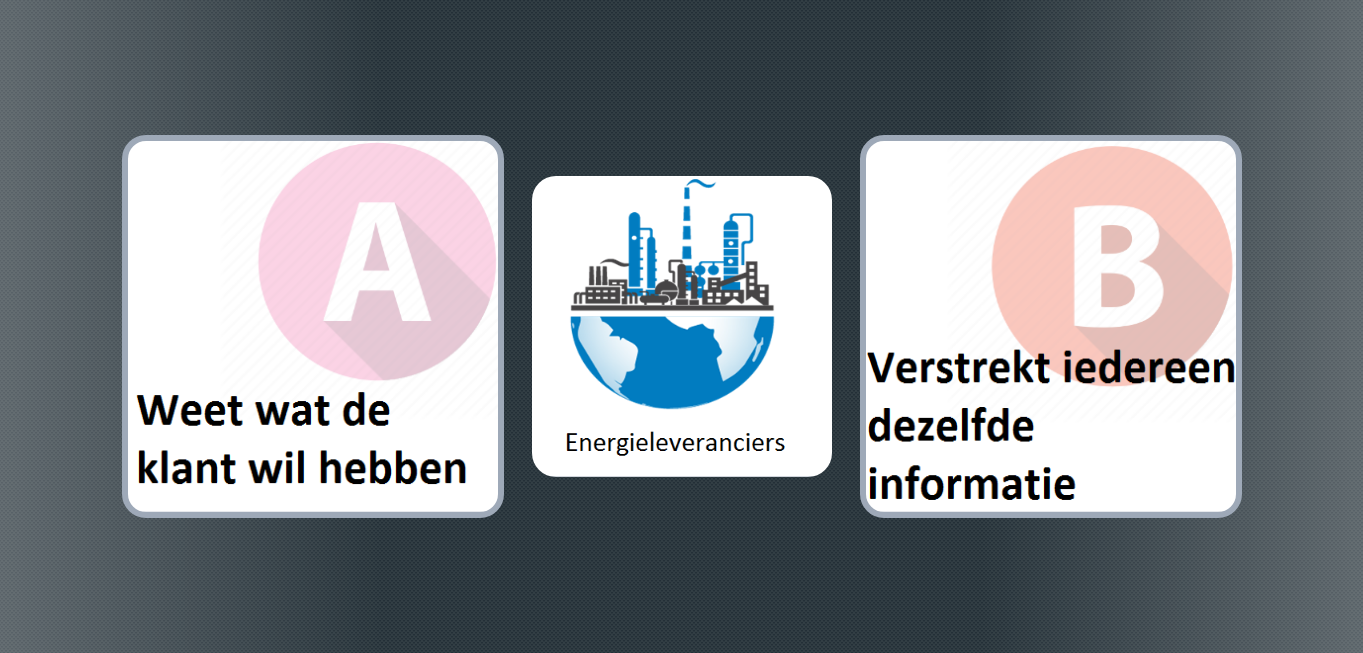 A
Weet wat de
klant wil hebben
Energieleveranciers
B
Verstrekt iedereen
dezelfde
informatie